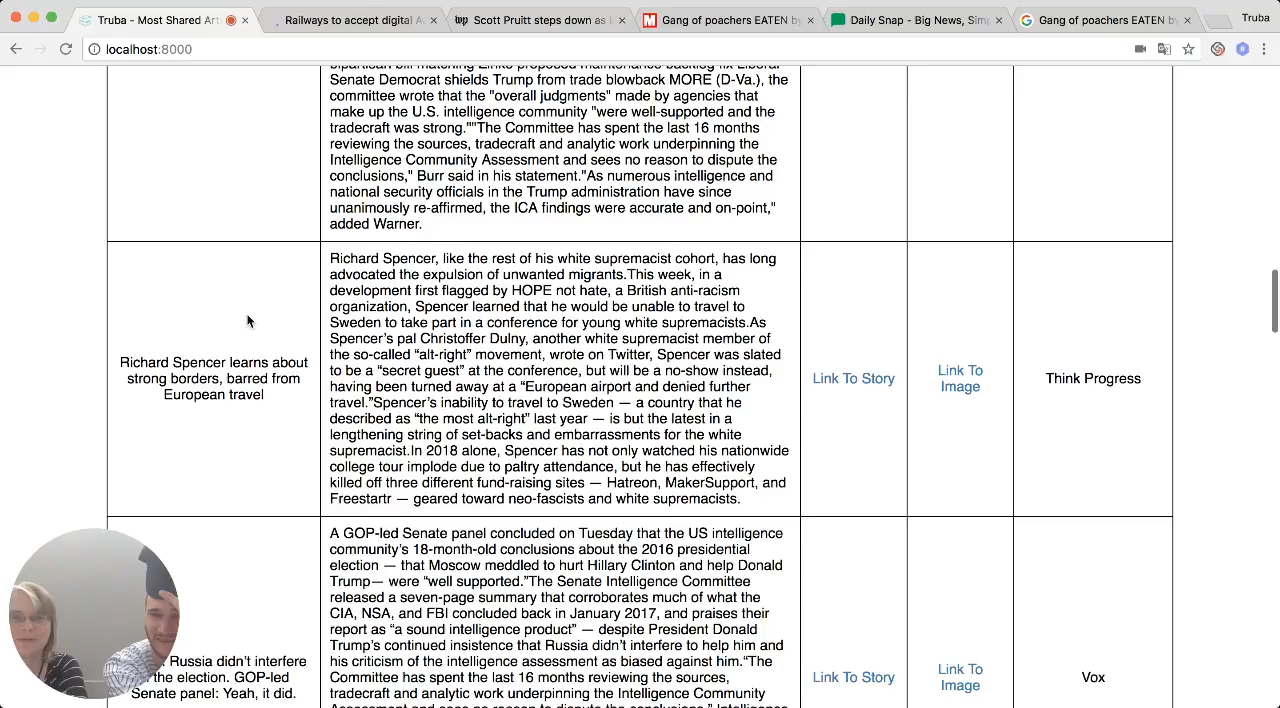 Truba - Most Shared Art
Railways to accept digital A
Scott Pruitt steps down as
Gang of poachers EATEN by
Daily Snap - Big News, Sim
Gang of poachers EATEN by
Truba
localhost:8000
bipartisan bill matching Zinke proposed maintenance backlog fix Liberal
Senate Democrat shields Trump from trade blowback MORE (D-Va.), the
committee wrote that the "overall judgments" made by agencies that
make up the U.S. intelligence community "were well-supported and the
tradecraft was strong.""The Committee has spent the last 16 months
reviewing the sources, tradecraft and analytic work underpinning the
Intelligence Community Assessment and sees no reason to dispute the
conclusions," Burr said in his statement."As numerous intelligence and
national security officials in the Trump administration have since
unanimously re-affirmed, the ICA findings were accurate and on-point,"
added Warner.
Richard Spencer learns about
strong borders, barred from
European travel
Richard Spencer, like the rest of his white supremacist cohort, has long
advocated the expulsion of unwanted migrants.This week, in a
development first flagged by HOPE not hate, a British anti-racism
organization, Spencer learned that he would be unable to travel to
Sweden to take part in a conference for young white supremacists.As
Spencer’s pal Christoffer Dulny, another white supremacist member of
the so-called “alt-right” movement, wrote on Twitter, Spencer was slated
to be a “secret guest” at the conference, but will be a no-show instead,
having been turned away at a “European airport and denied further
travel.”Spencer’s inability to travel to Sweden — a country that he
described as “the most alt-right” last year — is but the latest in a
lengthening string of set-backs and embarrassments for the white
supremacist.In 2018 alone, Spencer has not only watched his nationwide
college tour implode due to paltry attendance, but he has effectively
killed off three different fund-raising sites — Hatreon, MakerSupport, and
Freestartr — geared toward neo-fascists and white supremacists.
Link To Story
Link To
Image
Think Progress
Russia didn’t interfere
the election. GOP-led
Senate panel: Yeah, it did.
A GOP-led Senate panel concluded on Tuesday that the US intelligence
community’s 18-month-old conclusions about the 2016 presidential
election — that Moscow meddled to hurt Hillary Clinton and help Donald
Trump— were “well supported.”The Senate Intelligence Committee
released a seven-page summary that corroborates much of what the
CIA, NSA, and FBI concluded back in January 2017, and praises their
report as “a sound intelligence product” — despite President Donald
Trump’s continued insistence that Russia didn’t interfere to help him and
his criticism of the intelligence assessment as biased against him.“The
Committee has spent the last 16 months reviewing the sources,
tradecraft and analytic work underpinning the Intelligence Community
Assessment and sees no reason to dispute the conclusions," Intelligence
Link To Story
Link To
Image
Vox